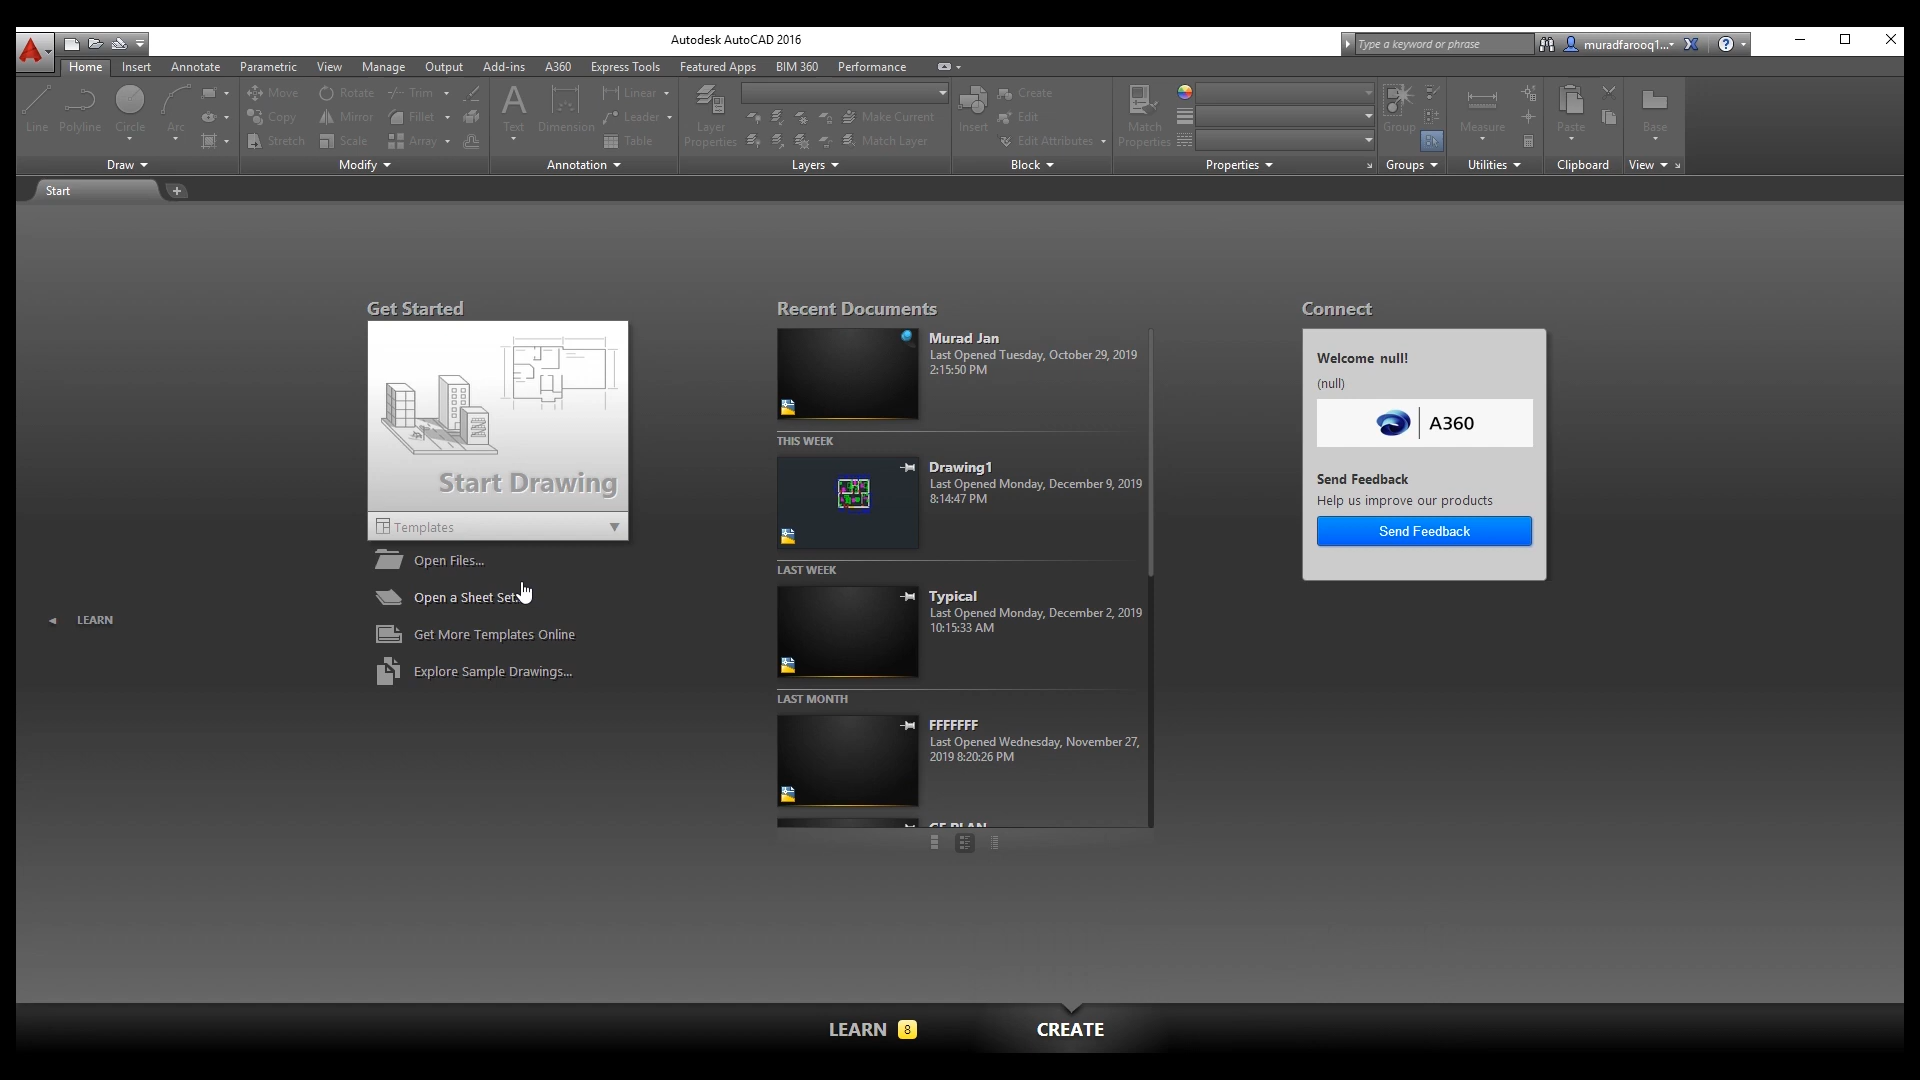 Autodesk AutoCAD 2016
Type a keyword or phrase
muradfarooq1...
Home Insert Annotate Parametric View Manage Output Add-ins A360 Express Tools Featured Apps BIM 360 Performance
Line Polyline Circle Arc
Move Rotate Trim
Copy Mirror Fillet
Stretch Scale Array
Text Dimension
Linear
Leader
Table
Layer Properties
Make Current
Match Layer
Insert
Create
Edit
Edit Attributes
Match Properties
Group
Measure
Paste
Base
Draw Modify Annotation Layers Block Properties Groups Utilities Clipboard View
Start
Get Started
Start Drawing
Templates
Open Files...
Open a Sheet Set
Get More Templates Online
Explore Sample Drawings...
LEARN
Recent Documents
Murad Jan
Last Opened Tuesday, October 29, 2019
2:15:50 PM
THIS WEEK
Drawing1
Last Opened Monday, December 9, 2019
8:14:47 PM
LAST WEEK
Typical
Last Opened Monday, December 2, 2019
10:15:33 AM
LAST MONTH
FFFFFFF
Last Opened Wednesday, November 27,
2019 8:20:26 PM
Connect
Welcome null!
(null)
A360
Send Feedback
Help us improve our products
Send Feedback
LEARN 8
CREATE